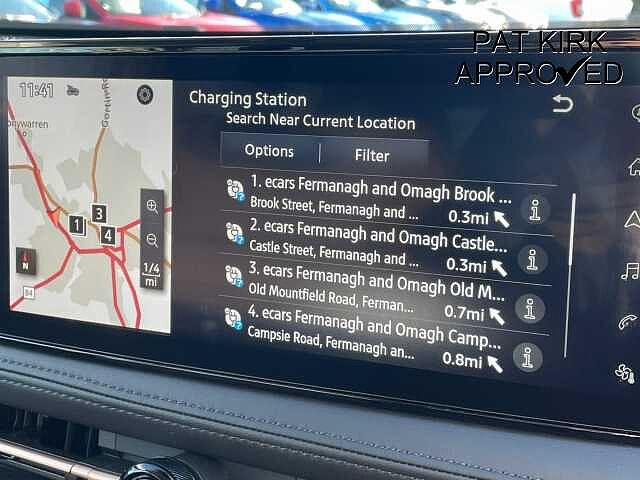 PAT KIRK
APPROVED
11:41
Gortin Ro
onywarren
Charging Station
Search Near Current Location
Options
Filter
1. ecars Fermanagh and Omagh Brook ...
Brook Street, Fermanagh and ... 0.3mi
2. ecars Fermanagh and Omagh Castle...
Castle Street, Fermanagh and ... 0.3mi
3. ecars Fermanagh and Omagh Old M...
Old Mountfield Road, Ferman... 0.7mi
4. ecars Fermanagh and Omagh Camp...
Campsie Road, Fermanagh an... 0.8mi
1
3
4
N
1/4
mi